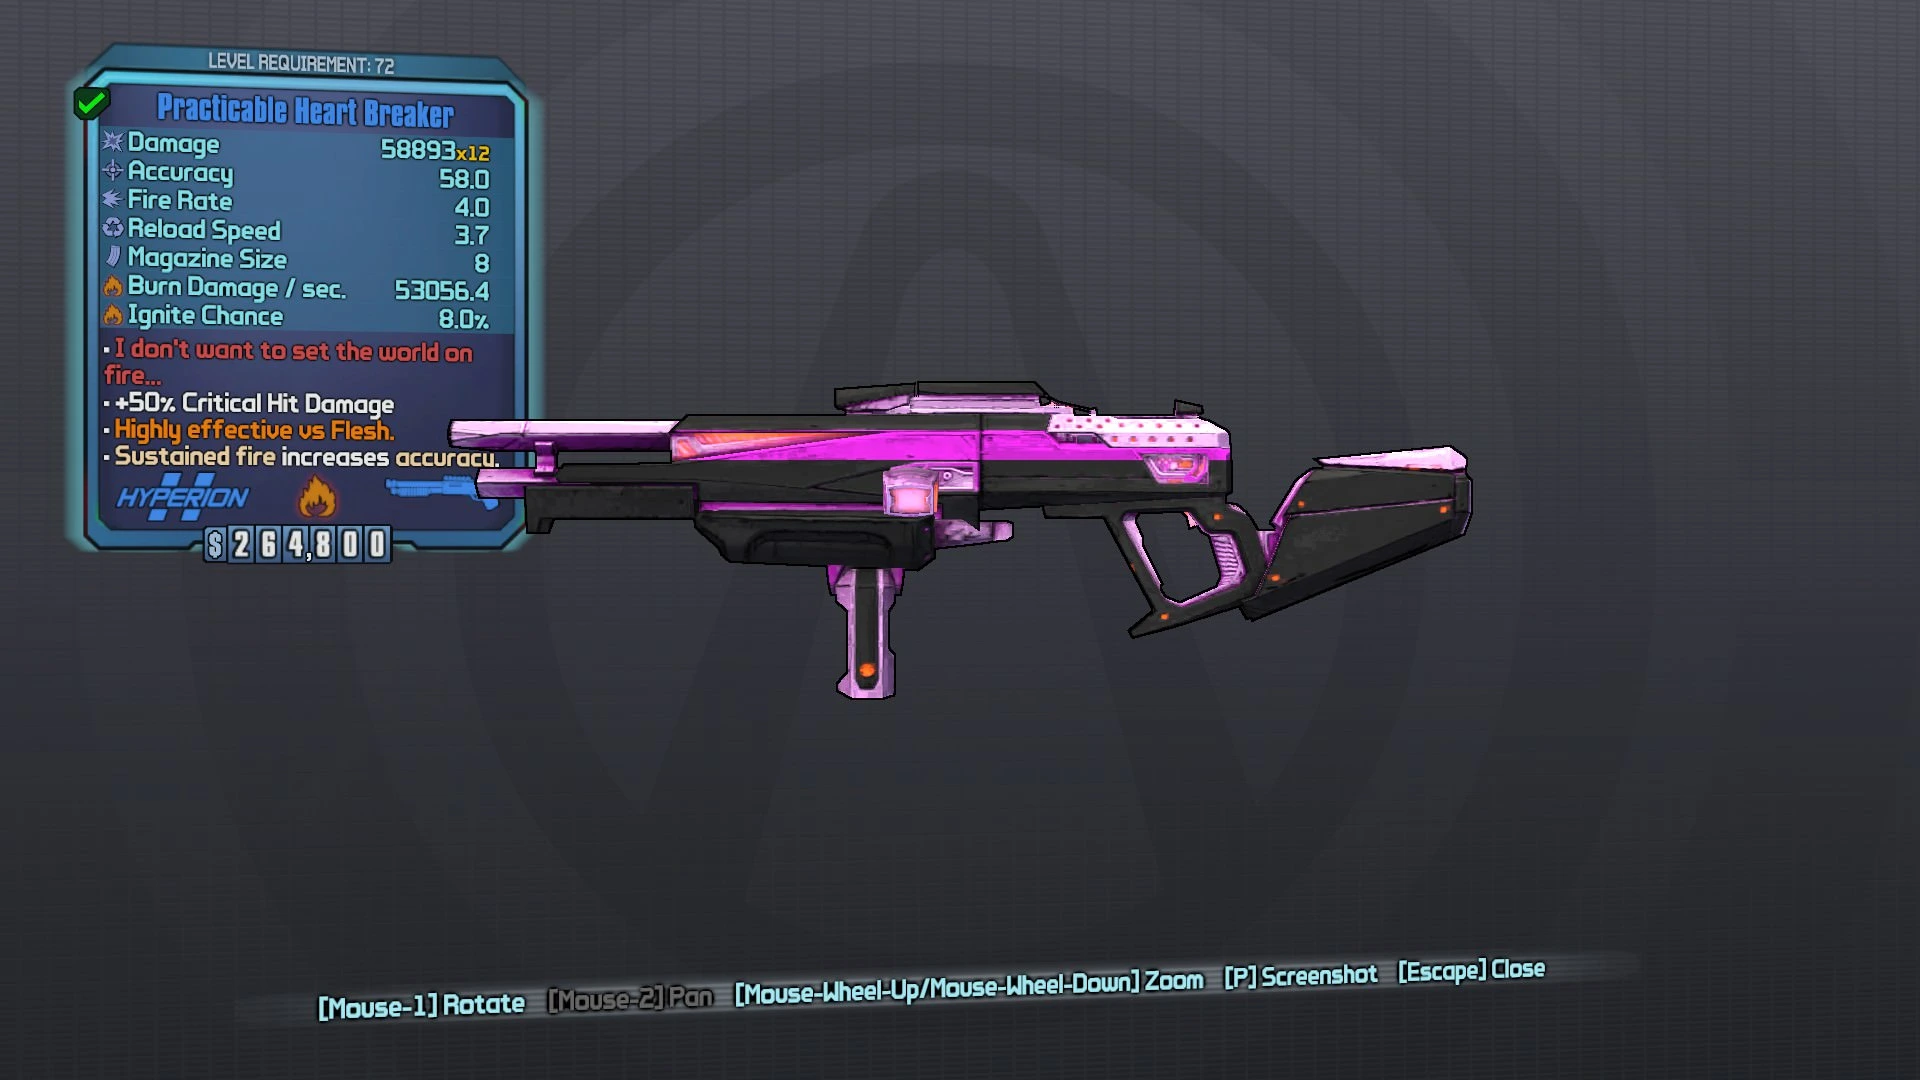 LEVEL REQUIREMENT: 72
Practicable Heart Breaker
Damage 58893x12
Accuracy 58.0
Fire Rate 4.0
Reload Speed 3.7
Magazine Size 8
Burn Damage / sec. 53056.4
Ignite Chance 8.0%
• I don't want to set the world on
fire...
• +50% Critical Hit Damage
• Highly effective vs Flesh.
• Sustained fire increases accuracy.
HYPERION
$264,800
[Mouse-1] Rotate [Mouse-2] Pan [Mouse-Wheel-Up/Mouse-Wheel-Down] Zoom [P] Screenshot [Escape] Close